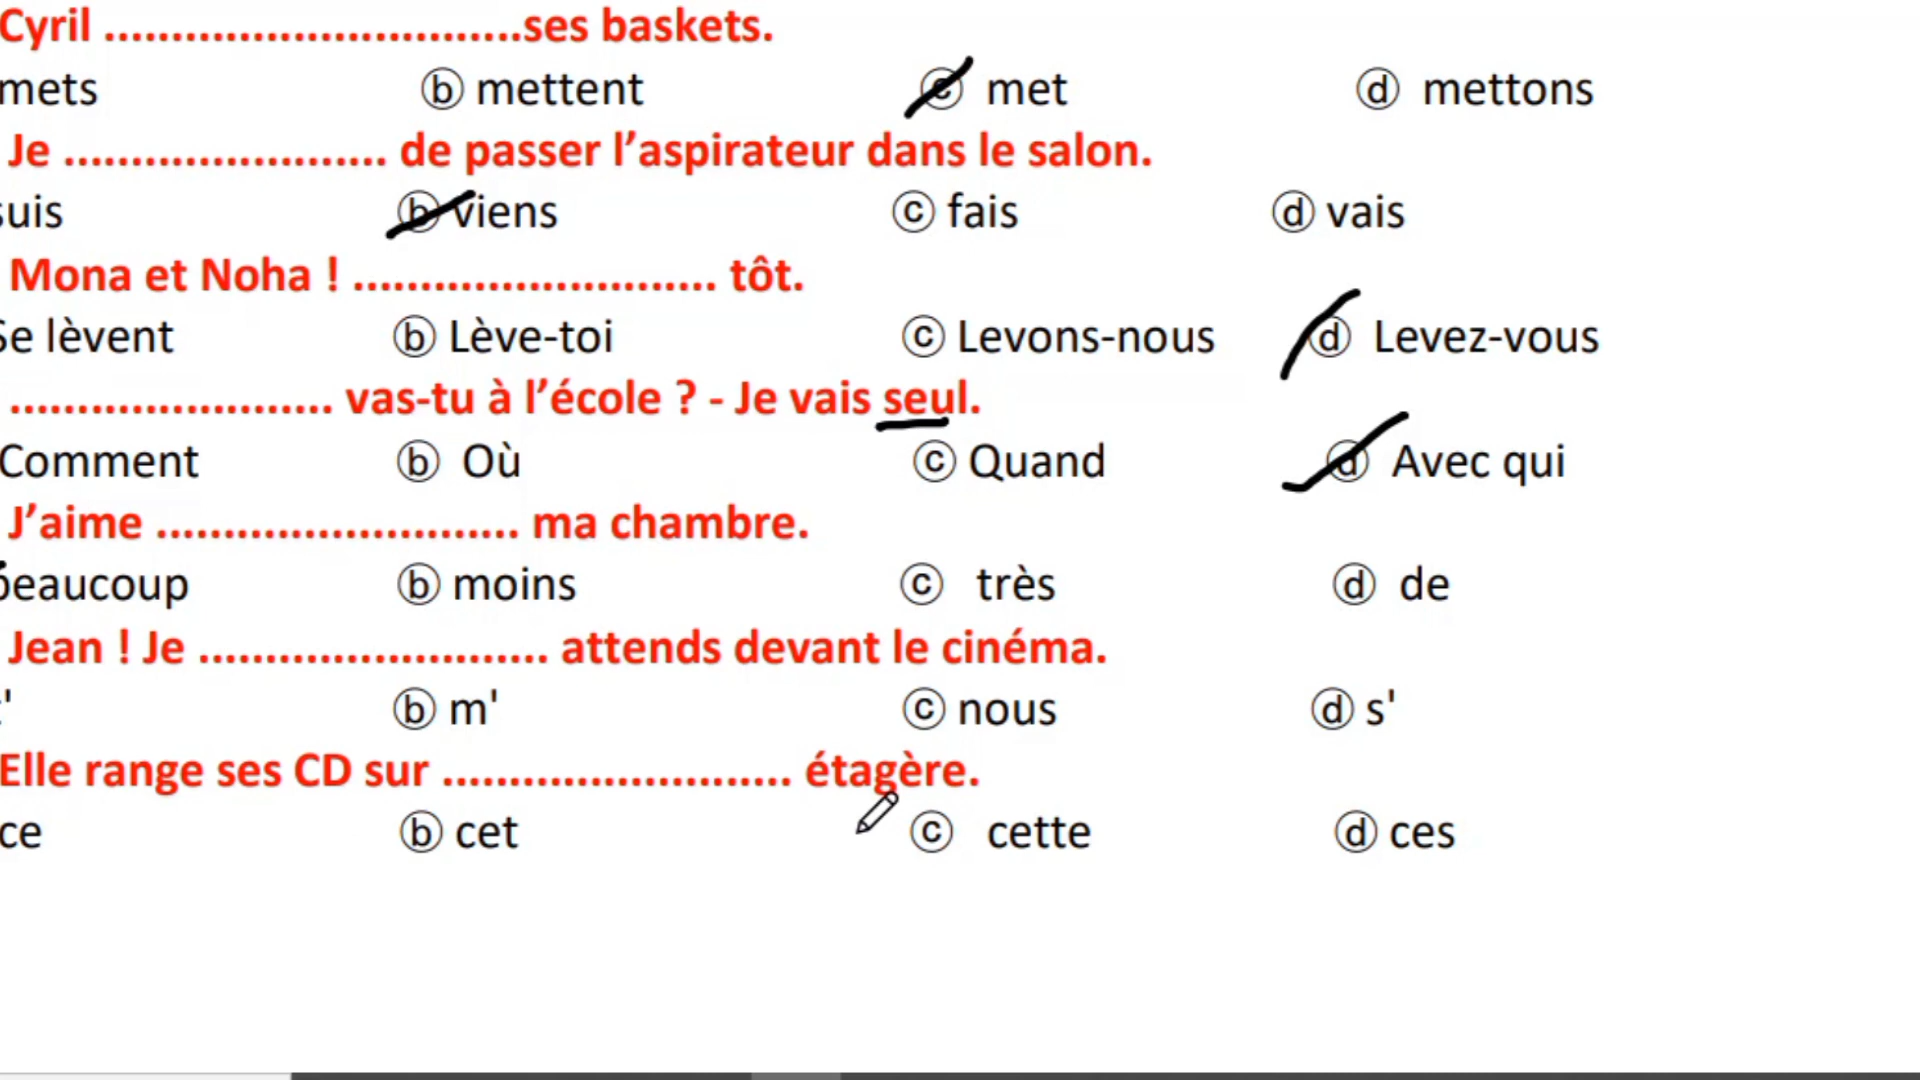 Cyril ...............................ses baskets.
mets ⓑ mettent ⓒ met ⓓ mettons
Je ........................ de passer l’aspirateur dans le salon.
suis ⓑ viens ⓒ fais ⓓ vais
Mona et Noha ! ........................... tôt.
Se lèvent ⓑ Lève-toi ⓒ Levons-nous ⓓ Levez-vous
........................ vas-tu à l’école ? - Je vais seul.
Comment ⓑ Où ⓒ Quand ⓓ Avec qui
J’aime ........................... ma chambre.
beaucoup ⓑ moins ⓒ très ⓓ de
Jean ! Je .......................... attends devant le cinéma.
' ⓑ m' ⓒ nous ⓓ s'
Elle range ses CD sur .......................... étagère.
ce ⓑ cet ⓒ cette ⓓ ces